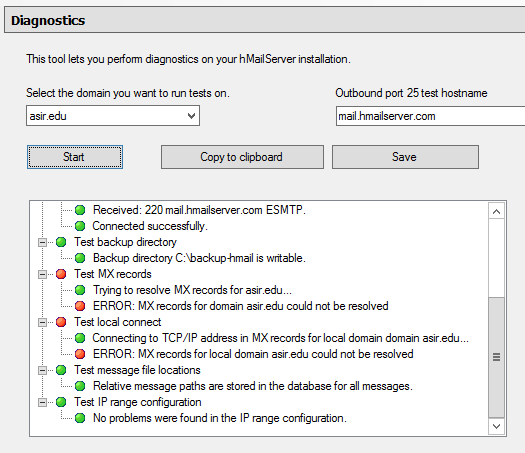 Diagnostics
This tool lets you perform diagnostics on your hMailServer installation.
Select the domain you want to run tests on.
Outbound port 25 test hostname
asir.edu
mail.hmailserver.com
Start
Copy to clipboard
Save
Received: 220 mail.hmailserver.com ESMTP.
Connected successfully.
Test backup directory
Backup directory C:\backup-hmail is writable.
Test MX records
Trying to resolve MX records for asir.edu...
ERROR: MX records for domain asir.edu could not be resolved
Test local connect
Connecting to TCP/IP address in MX records for local domain domain asir.edu...
ERROR: MX records for local domain asir.edu could not be resolved
Test message file locations
Relative message paths are stored in the database for all messages.
Test IP range configuration
No problems were found in the IP range configuration.